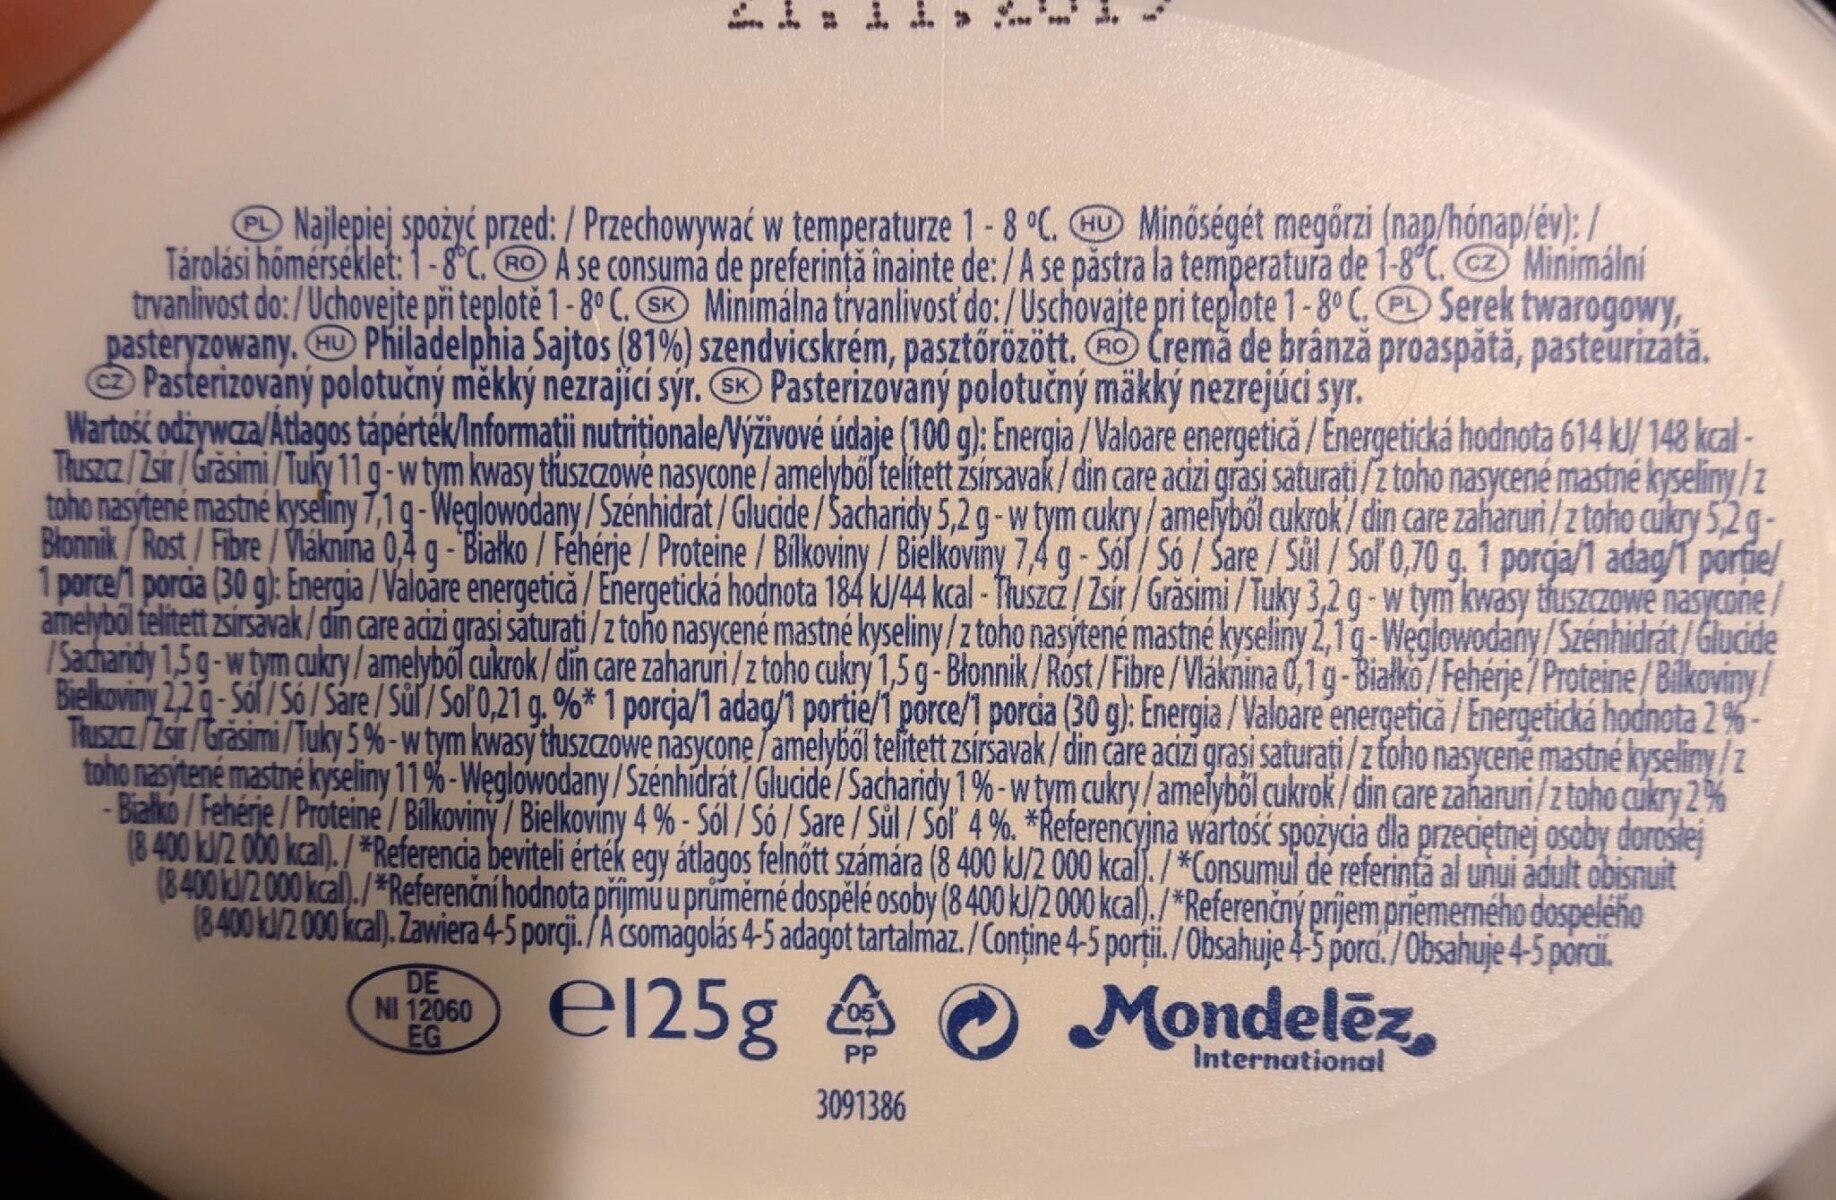 21.11.2019
PL Najlepiej spożyć przed: / Przechowywać w temperaturze 1 - 8 °C. HU Minőségét megőrzi (nap/hónap/év): /
Tárolási hőmérséklet: 1 - 8°C. RO A se consuma de preferință înainte de: / A se păstra la temperatura de 1-8°C. CZ Minimální
trvanlivost do: / Uchovejte při teplotě 1 - 8° C. SK Minimálna trvanlivosť do: / Uschovajte pri teplote 1 - 8° C. PL Serek twarogowy,
pasteryzowany. HU Philadelphia Sajtos (81%) szendvicskrém, pasztőrözött. RO Cremă de brânză proaspătă, pasteurizată.
CZ Pasterizovaný polotučný měkký nezrající sýr. SK Pasterizovaný polotučný mäkký nezrejúci syr.
Wartość odżywcza/Átlagos tápérték/Informații nutriționale/Výživové údaje (100 g): Energia / Valoare energetică / Energetická hodnota 614 kJ/ 148 kcal -
Tłuszcz / Zsír / Grăsimi / Tuky 11 g - w tym kwasy tłuszczowe nasycone / amelyből telített zsírsavak / din care acizi grași saturați / z toho nasycené mastné kyseliny / z
toho nasýtené mastné kyseliny 7,1 g - Węglowodany / Szénhidrát / Glucide / Sacharidy 5,2 g - w tym cukry / amelyből cukrok / din care zaharuri / z toho cukry 5,2 g -
Błonnik / Rost / Fibre / Vláknina 0,4 g - Białko / Fehérje / Proteine / Bílkoviny / Bielkoviny 7,4 g - Sól / Só / Sare / Sůl / Soľ 0,70 g. 1 porcja/1 adag/1 porție/
1 porce/1 porcia (30 g): Energia / Valoare energetică / Energetická hodnota 184 kJ/44 kcal - Tłuszcz / Zsír / Grăsimi / Tuky 3,2 g - w tym kwasy tłuszczowe nasycone /
amelyből telített zsírsavak / din care acizi grași saturați / z toho nasycené mastné kyseliny / z toho nasýtené mastné kyseliny 2,1 g - Węglowodany / Szénhidrát / Glucide
/ Sacharidy 1,5 g - w tym cukry / amelyből cukrok / din care zaharuri / z toho cukry 1,5 g - Błonnik / Rost / Fibre / Vláknina 0,1 g - Białko / Fehérje / Proteine / Bílkoviny /
Bielkoviny 2,2 g - Sól / Só / Sare / Sůl / Soľ 0,21 g. %* 1 porcja/1 adag/1 porție/1 porce/1 porcia (30 g): Energia / Valoare energetică / Energetická hodnota 2 % -
Tłuszcz / Zsír / Grăsimi / Tuky 5 % - w tym kwasy tłuszczowe nasycone / amelyből telített zsírsavak / din care acizi grași saturați / z toho nasycené mastné kyseliny / z
toho nasýtené mastné kyseliny 11 % - Węglowodany / Szénhidrát / Glucide / Sacharidy 1 % - w tym cukry / amelyből cukrok / din care zaharuri / z toho cukry 2 %
- Białko / Fehérje / Proteine / Bílkoviny / Bielkoviny 4 % - Sól / Só / Sare / Sůl / Soľ 4 %. *Referencyjna wartość spożycia dla przeciętnej osoby dorosłej
(8 400 kJ/2 000 kcal). / *Referencia beviteli érték egy átlagos felnőtt számára (8 400 kJ/2 000 kcal). / *Consumul de referință al unui adult obișnuit
(8 400 kJ/2 000 kcal). / *Referenční hodnota příjmu u průměrné dospělé osoby (8 400 kJ/2 000 kcal). / *Referenčný príjem priemerného dospelého
(8 400 kJ/2 000 kcal). Zawiera 4-5 porcji. / A csomagolás 4-5 adagot tartalmaz. / Conține 4-5 porții. / Obsahuje 4-5 porcí. / Obsahuje 4-5 porcií.
DE
NI 12060
EG
e125g
05
PP
Mondelēz
International
3091386